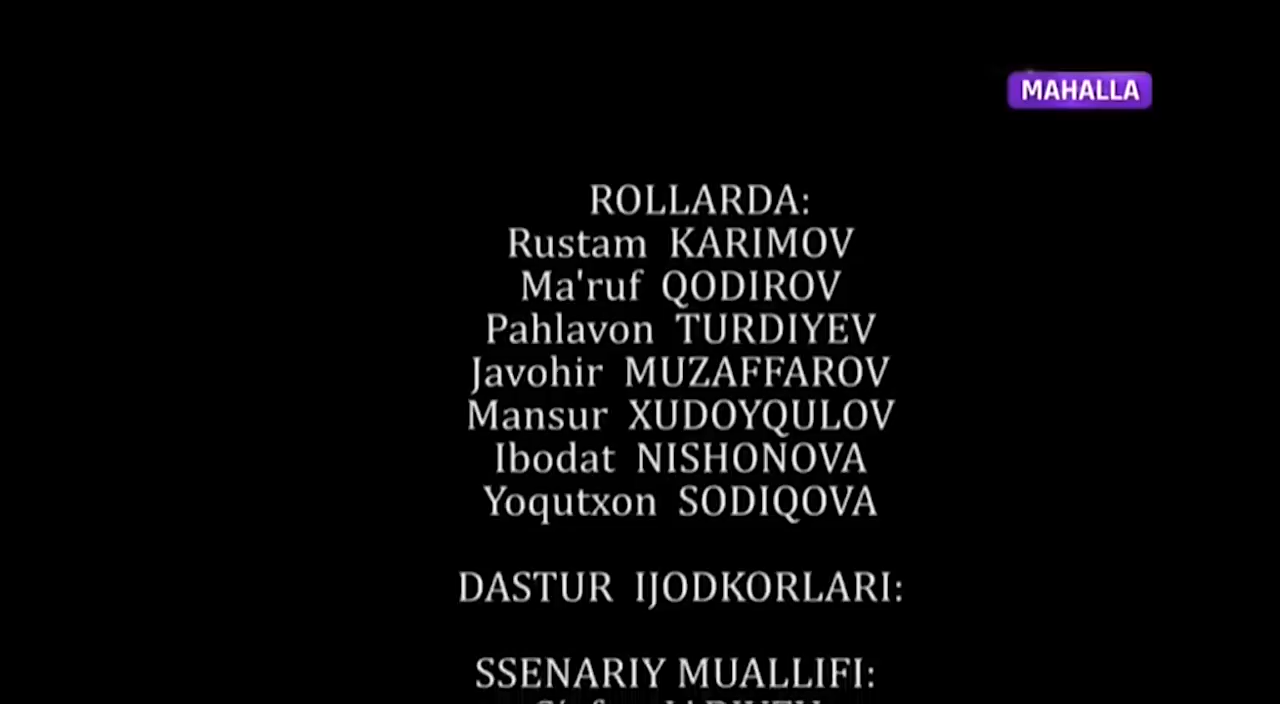 MAHALLA
ROLLARDA:
Rustam KARIMOV
Ma'ruf QODIROV
Pahlavon TURDIYEV
Javohir MUZAFFAROV
Mansur XUDOYQULOV
Ibodat NISHONOVA
Yoqutxon SODIQOVA
DASTUR IJODKORLARI:
SSENARIY MUALLIFI: